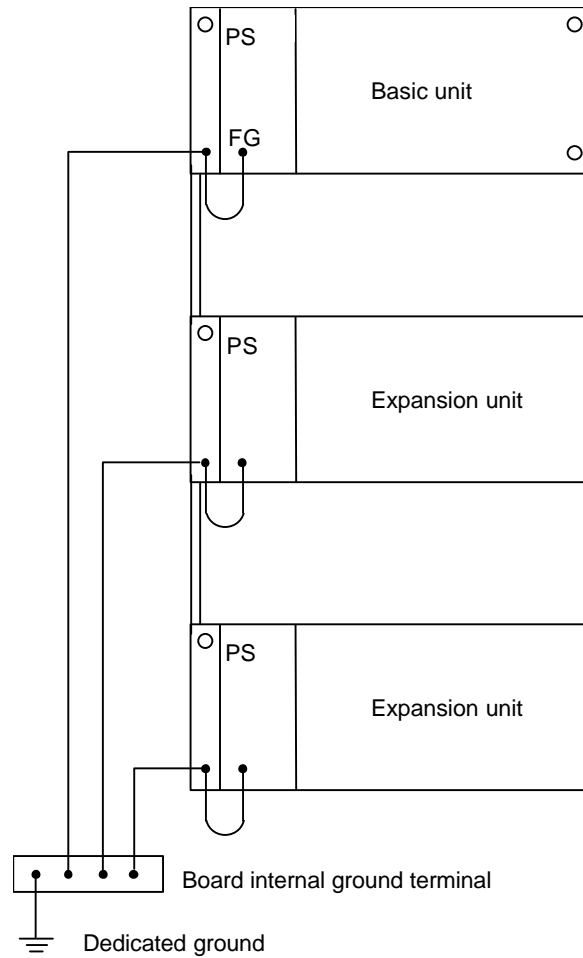 PS
Basic unit
FG
PS
Expansion unit
PS
Expansion unit
Board internal ground terminal
Dedicated ground